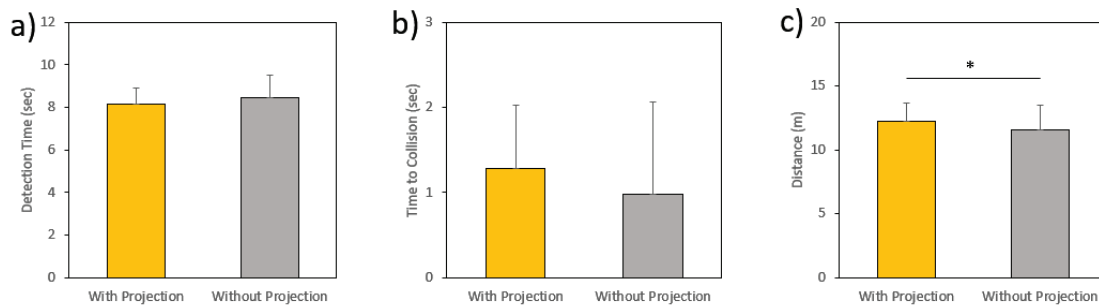 a)
Detection Time (sec)
12
10
8
6
4
2
0
With Projection
Without Projection
b)
Time to Collision (sec)
3
2
1
0
With Projection
Without Projection
c)
Distance (m)
20
15
10
5
0
*
With Projection
Without Projection